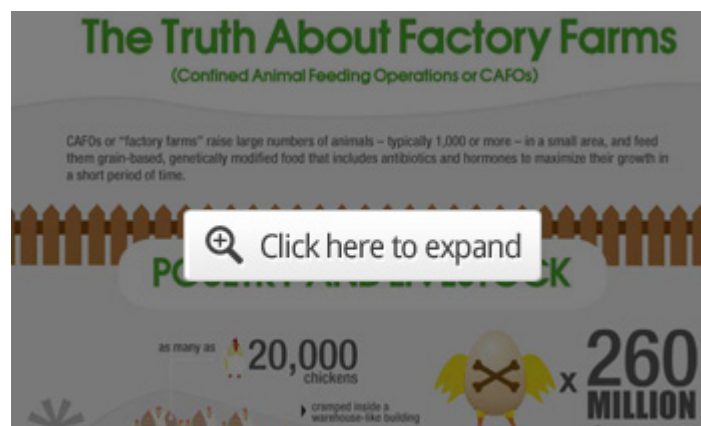 The Truth About Factory Farms
(Confined Animal Feeding Operations or CAFOs)
CAFOs or “factory farms” raise large numbers of animals – typically 1,000 or more – in a small area, and feed
them grain-based, genetically modified food that includes antibiotics and hormones to maximize their growth in
a short period of time.
Click here to expand
POULTRY AND LIVESTOCK
as many as 20,000
chickens
cramped inside a
warehouse-like building
x 260
MILLION